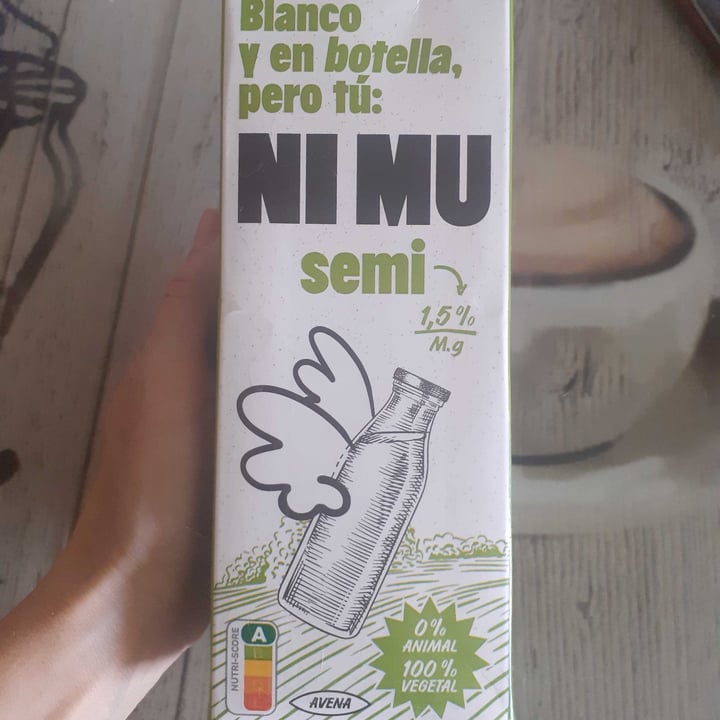 Blanco
y en botella,
pero tú:
NI MU
semi
1,5%
M.g
NUTRI-SCORE
A
B
C
D
E
0%
ANIMAL
100%
VEGETAL
AVENA